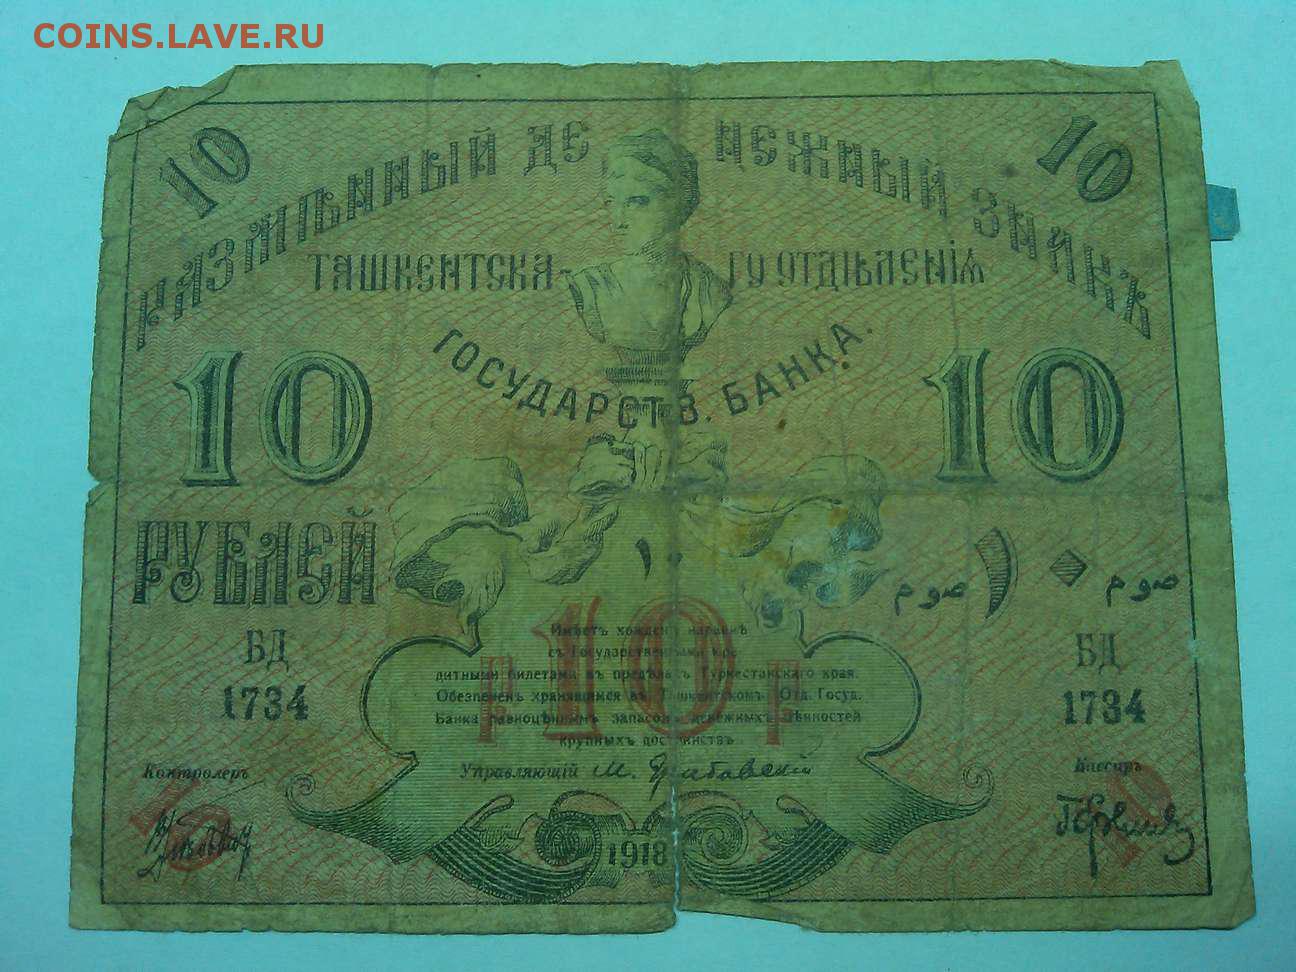 COINS.LAVE.RU
10 10
РАЗМѢННЫЙ ДЕНЕЖНЫЙ ЗНАКЪ
ТАШКЕНТСКАГО ОТДѢЛЕНІЯ
ГОСУДАРСТВ. БАНКА.
10 10
РУБЛЕЙ
١٠
صوم ١٠ صوم
БД БД
1734 1734
10
Имѣетъ хожденіе наравнѣ
съ Государственными кре
дитными билетами въ предѣлахъ Туркестанскаго края.
Обезпеченъ хранящимся въ Ташкентскомъ Отд. Госуд.
Банка равноцѣннымъ запасомъ денежныхъ цѣнностей
крупныхъ достоинствъ
Контролеръ Управляющій М. Грибовскій Кассиръ
1918